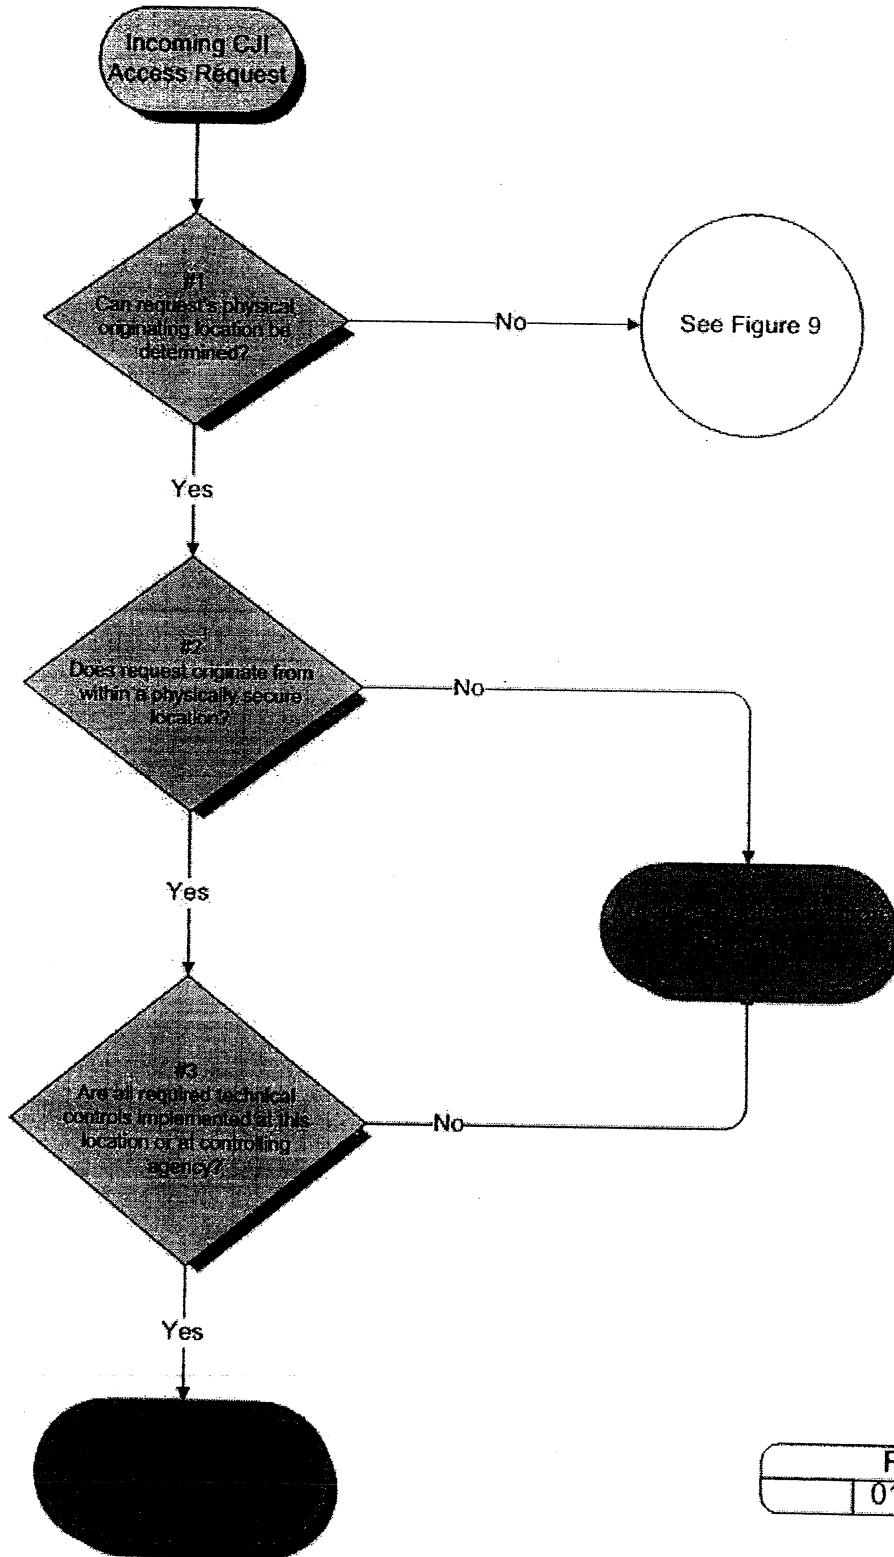 Incoming CJI
Access Request
#1
Can request's physical
originating location be
determined?
No
See Figure 9
Yes
#2
Does request originate from
within a physically secure
location?
No
Yes
#3
Are all required technical
controls implemented at this
location or at controlling
agency?
No
Yes
F
01